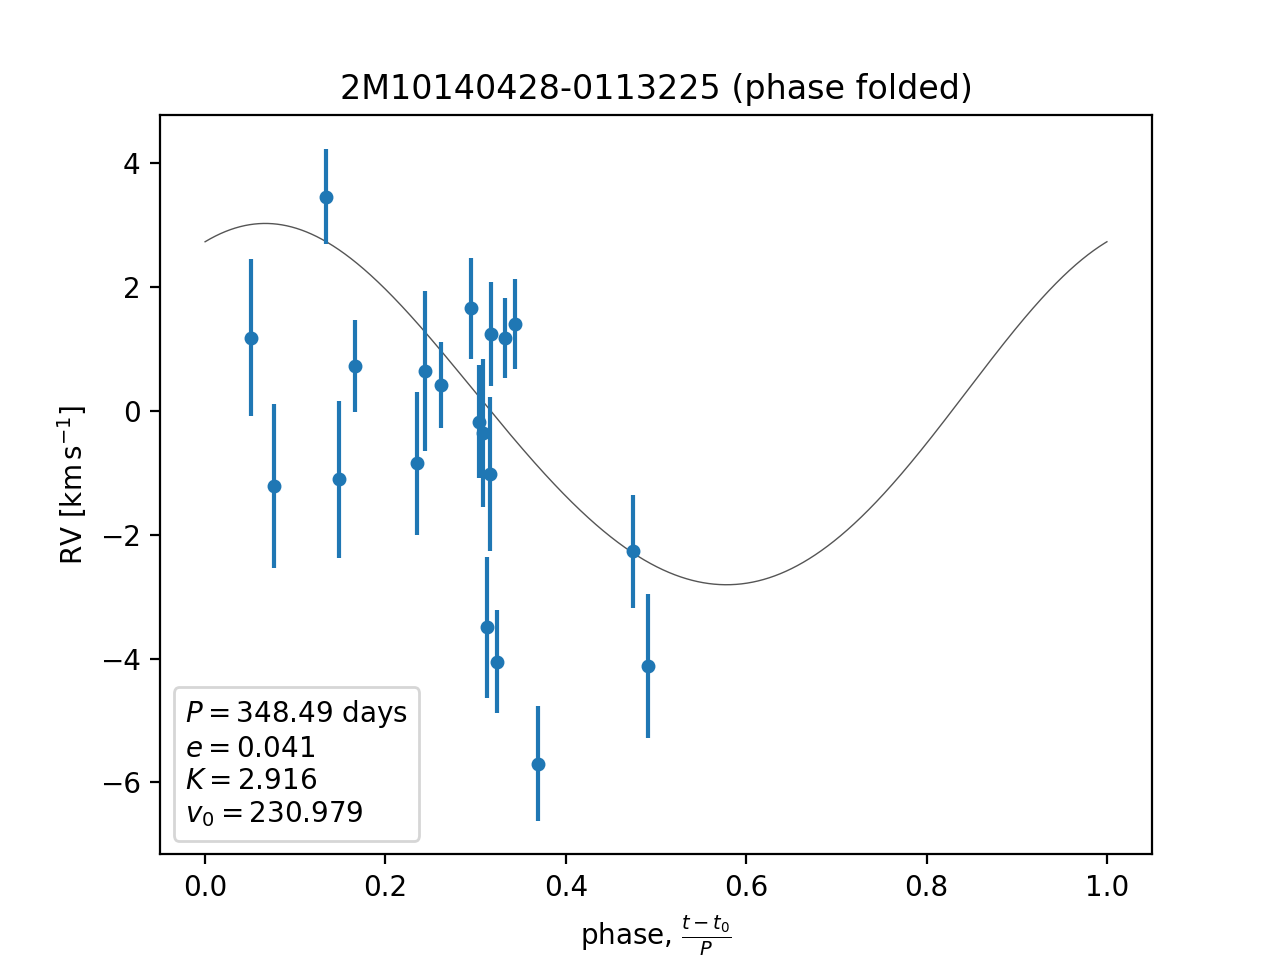 2M10140428-0113225 (phase folded)
4
2
0
−2
−4
−6
RV [km s⁻¹]
P = 348.49 days
e = 0.041
K = 2.916
v₀ = 230.979
0.0 0.2 0.4 0.6 0.8 1.0
phase, (t − t₀)/P